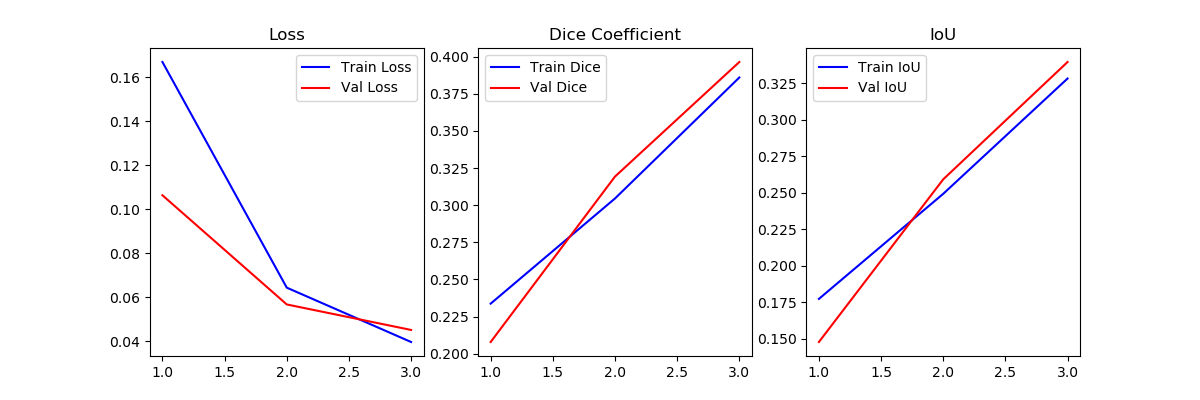 Loss
0.16
0.14
0.12
0.10
0.08
0.06
0.04
1.0 1.5 2.0 2.5 3.0
Train Loss
Val Loss
Dice Coefficient
0.400
0.375
0.350
0.325
0.300
0.275
0.250
0.225
0.200
1.0 1.5 2.0 2.5 3.0
Train Dice
Val Dice
IoU
0.325
0.300
0.275
0.250
0.225
0.200
0.175
0.150
1.0 1.5 2.0 2.5 3.0
Train IoU
Val IoU